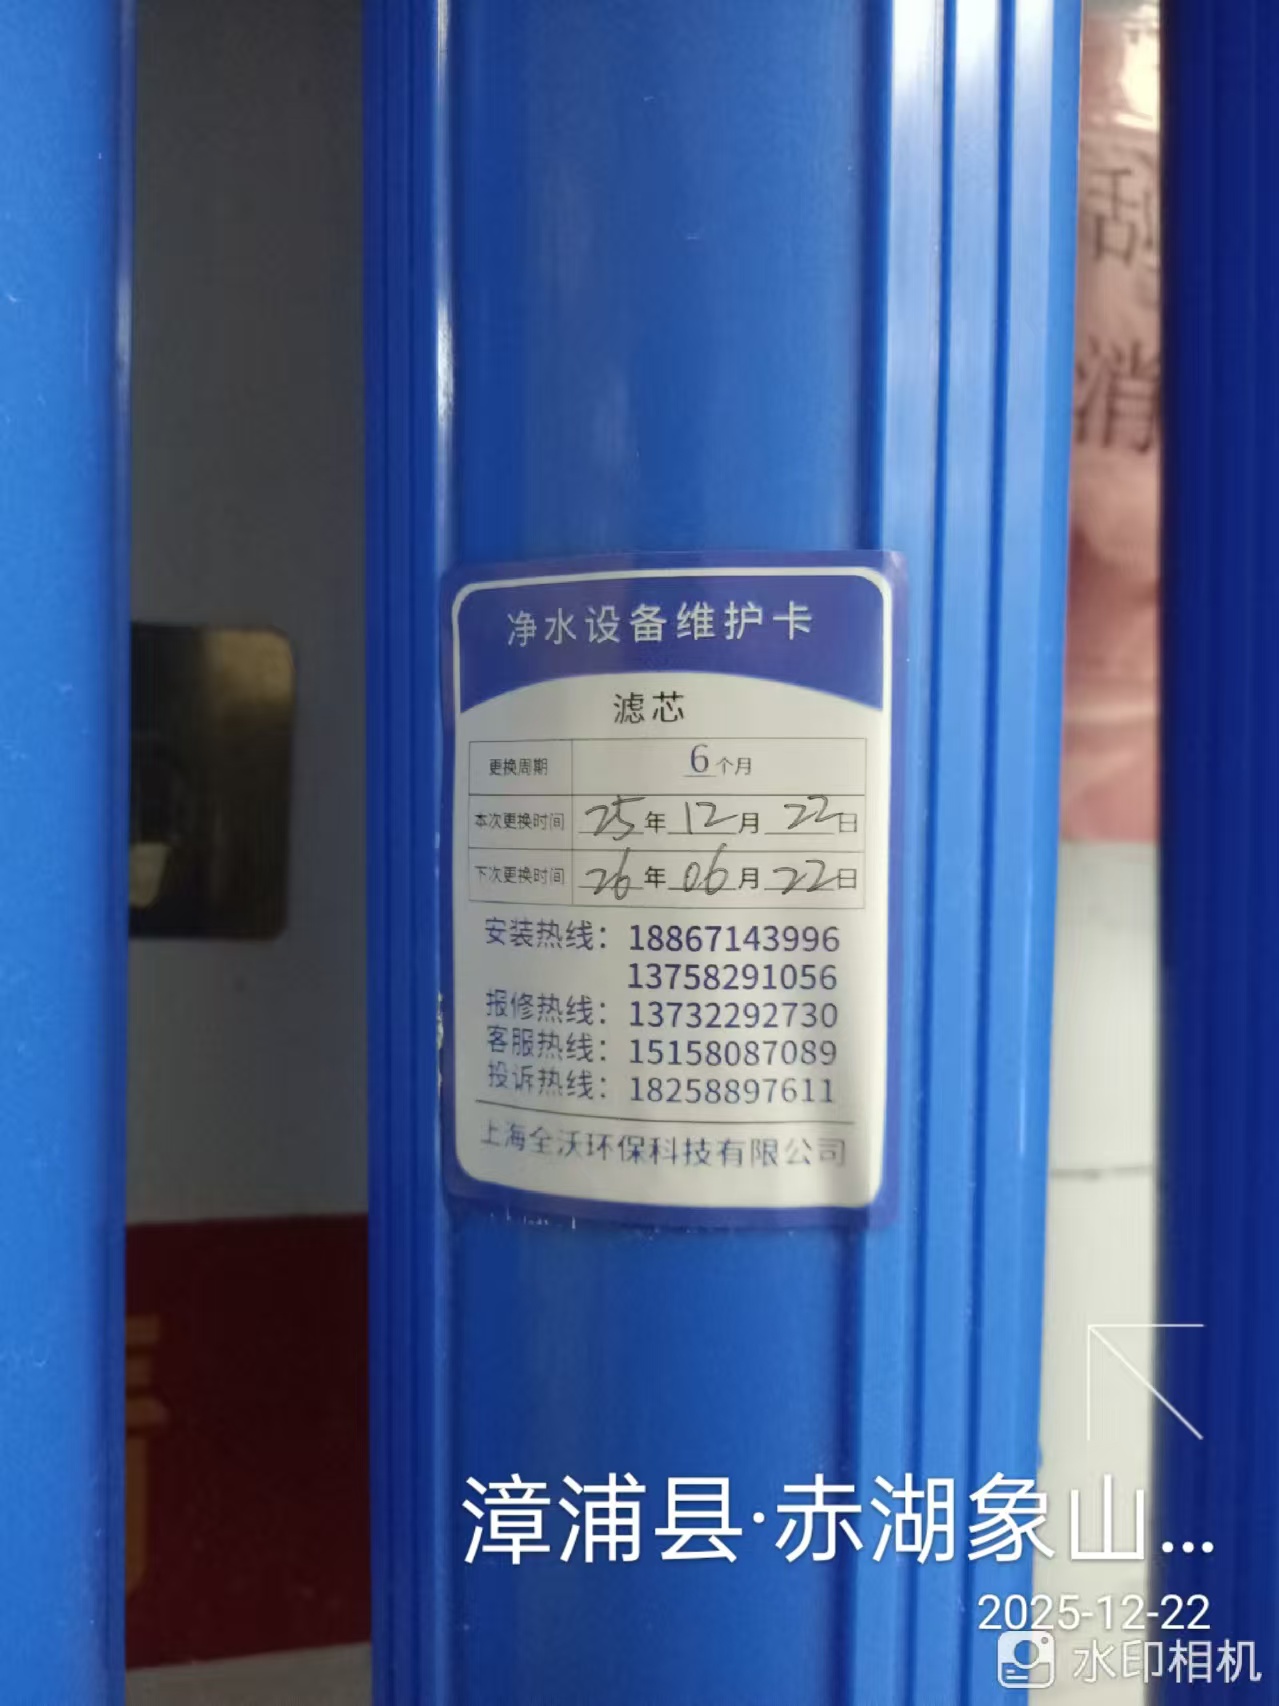 刮
消
净水设备维护卡
滤芯
更换周期 6个月
本次更换时间 25年12月22日
下次更换时间 26年06月22日
安装热线：18867143996
13758291056
报修热线：13732292730
客服热线：15158087089
投诉热线：18258897611
上海全沃环保科技有限公司
漳浦县·赤湖象山...
2025-12-22
水印相机